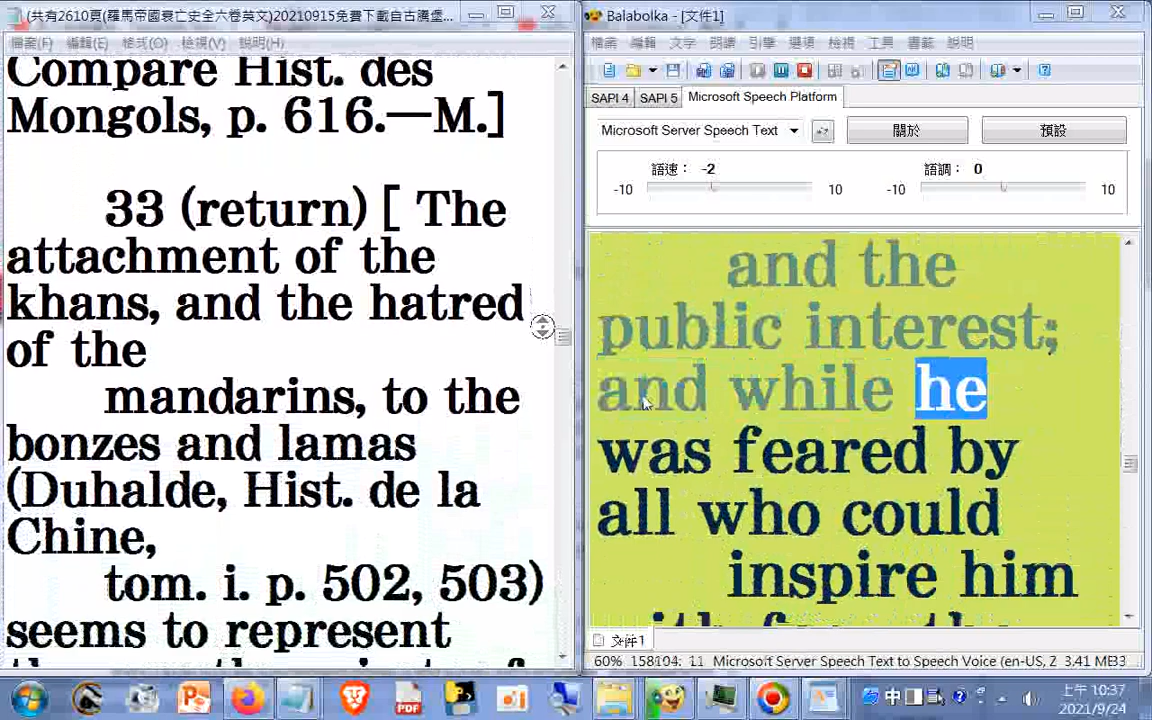 (共有2610頁(羅馬帝國衰亡史全六卷英文)20210915免費下載自古騰堡...
檔案(F) 編輯(E) 格式(O) 檢視(V) 說明(H)
Compare Hist. des
Mongols, p. 616.—M.]
33 (return) [ The
attachment of the
khans, and the hatred
of the
mandarins, to the
bonzes and lamas
(Duhalde, Hist. de la
Chine,
tom. i. p. 502, 503)
seems to represent
Balabolka - [文件1]
檔案 編輯 文字 朗讀 引擎 選項 檢視 工具 書籤 說明
SAPI 4 SAPI 5 Microsoft Speech Platform
Microsoft Server Speech Text 關於 預設
語速： -2 語調： 0
-10 10 -10 10
and the
public interest;
and while he
was feared by
all who could
inspire him
文件1
60% 158104: 11 Microsoft Server Speech Text to Speech Voice (en-US, 2 3.41 MB33
中
上午 10:37
2021/9/24